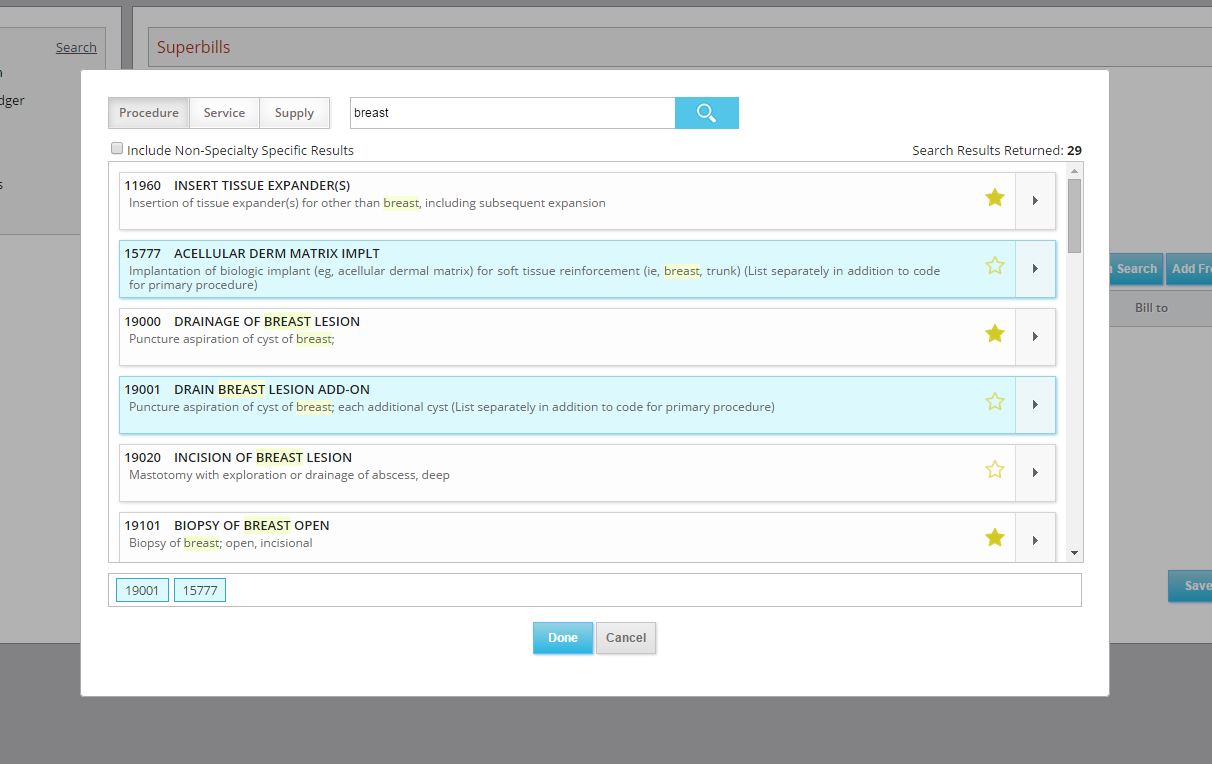 Search
Superbills
dger
Procedure Service Supply breast
Include Non-Specialty Specific Results Search Results Returned: 29
11960 INSERT TISSUE EXPANDER(S)
Insertion of tissue expander(s) for other than breast, including subsequent expansion
15777 ACELLULAR DERM MATRIX IMPLT
Implantation of biologic implant (eg, acellular dermal matrix) for soft tissue reinforcement (ie, breast, trunk) (List separately in addition to code
for primary procedure)
Search Add Fr
19000 DRAINAGE OF BREAST LESION
Puncture aspiration of cyst of breast;
Bill to
19001 DRAIN BREAST LESION ADD-ON
Puncture aspiration of cyst of breast; each additional cyst (List separately in addition to code for primary procedure)
19020 INCISION OF BREAST LESION
Mastotomy with exploration or drainage of abscess, deep
19101 BIOPSY OF BREAST OPEN
Biopsy of breast; open, incisional
19001 15777
Save
Done Cancel